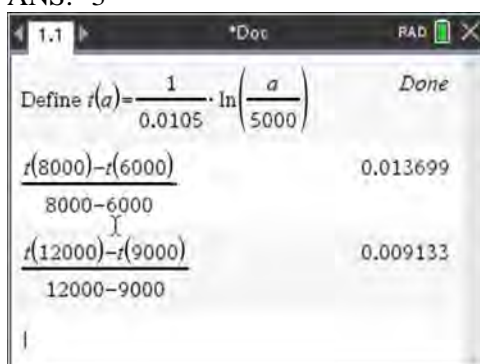 ANS: 3
1.1 *Doc RAD
Define t(a)=1/0.0105·ln(a/5000) Done
t(8000)−t(6000)/8000−6000 0.013699
t(12000)−t(9000)/12000−9000 0.009133